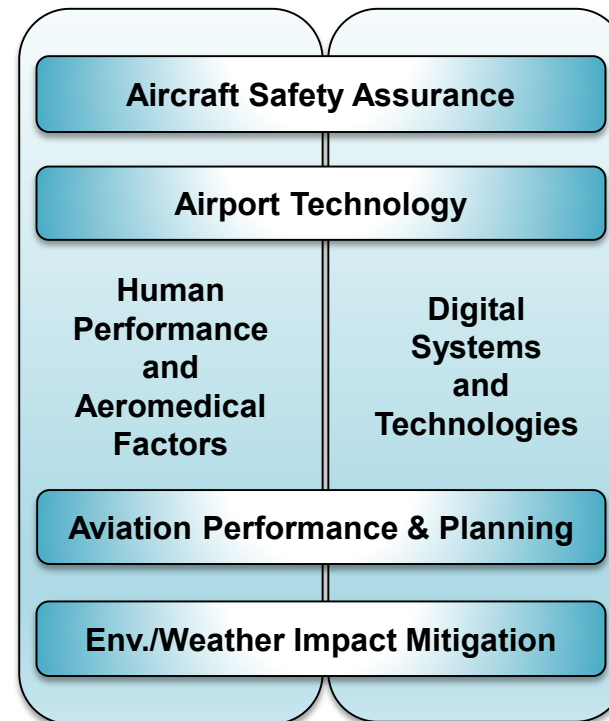 Aircraft Safety Assurance
Airport Technology
Human
Performance
and
Aeromedical
Factors
Digital
Systems
and
Technologies
Aviation Performance & Planning
Env./Weather Impact Mitigation